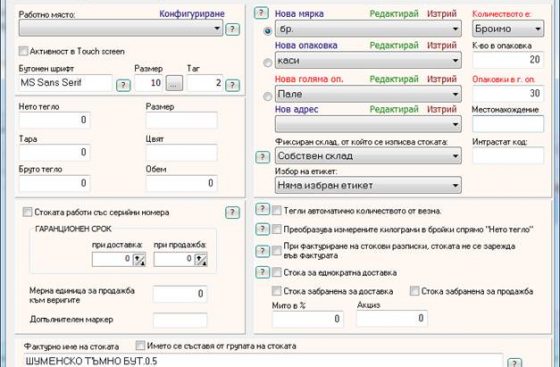 Работно място: Конфигуриране
?
Активност в Touch screen
Бутонен шрифт Размер Таг
MS Sans Serif ? 10 ... 2 ?
Нето тегло Размер
0
Тара Цвят
0
Бруто тегло Обем
0 0
Нова мярка Редактирай Изтрий Количеството е:
бр. Броимо
Нова опаковка Редактирай Изтрий К-во в опаковка
каси 20
Нова голяма оп. Редактирай Изтрий Опаковки в г. оп.
Пале 30
Нов адрес Редактирай Изтрий Местонахождение
Фиксиран склад, от който се изписва стоката: Интрастат код:
? Собствен склад
Избор на етикет:
Няма избран етикет
Стоката работи със серийни номера ?
ГАРАНЦИОНЕН СРОК
при доставка: при продажба:
0 0
Мерна единица за продажба
към веригите 0
Допълнителен маркер
? Тегли автоматично количеството от везна.
? Преобразува измерените килограми в бройки спрямо "Нето тегло"
? При фактуриране на стокови разписки, стоката не се зарежда
във фактурата
? Стока за еднократна доставка
Стока забранена за доставка Стока забранена за продажба
Мито в % Акциз
0 0
Фактурно име на стоката Името се съставя от групата на стоката
ШУМЕНСКО ТЪМНО БУТ.0.5